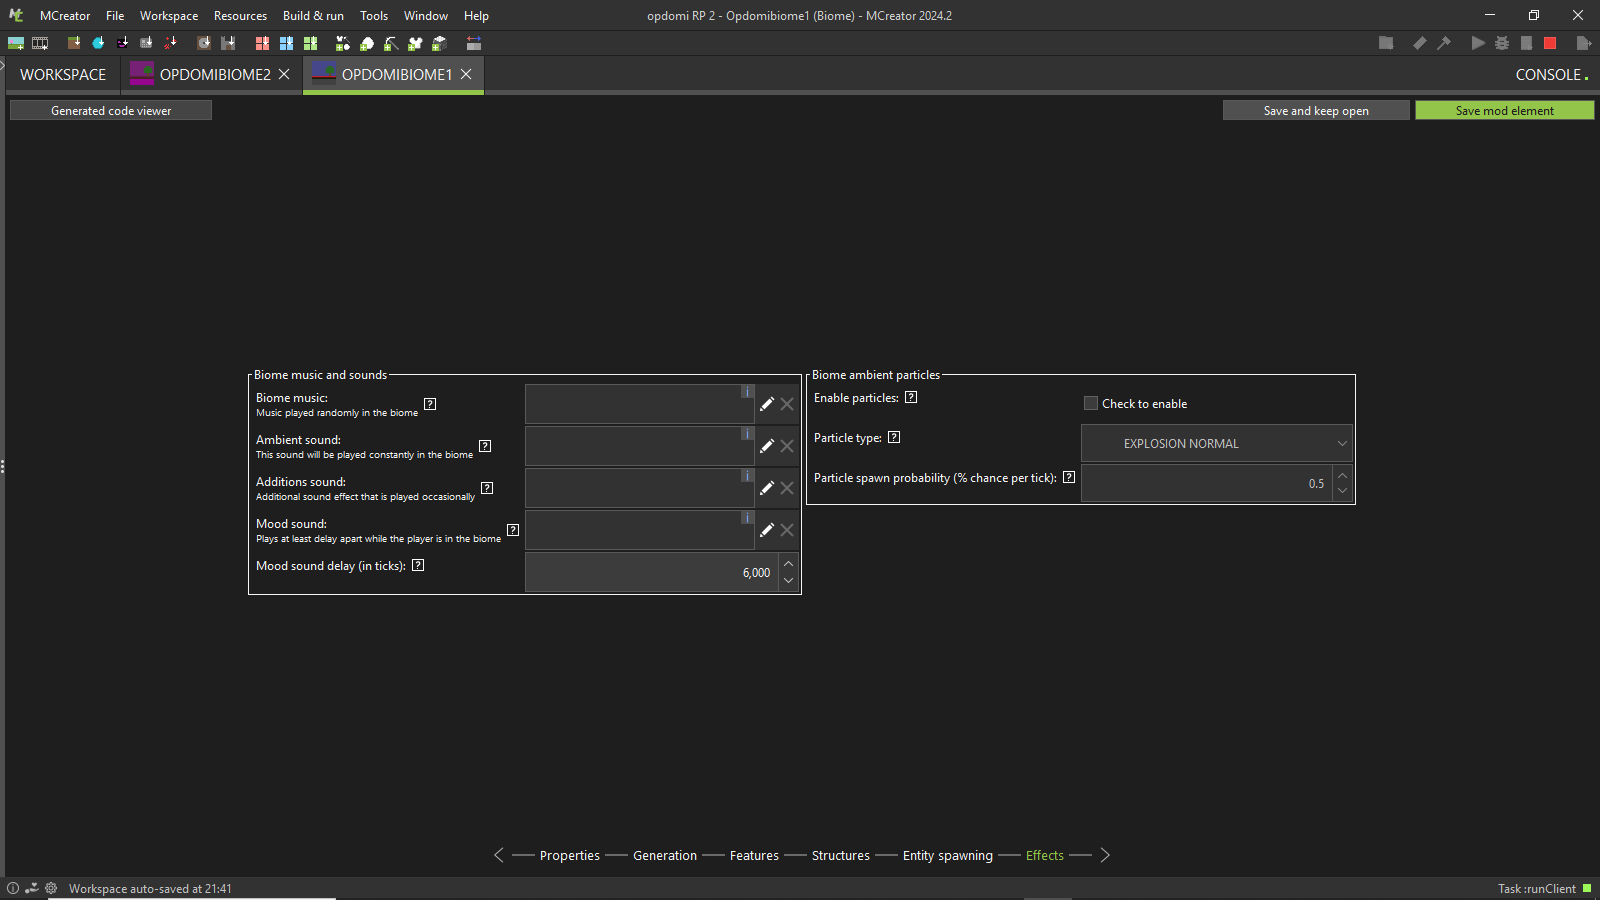 MCreator File Workspace Resources Build & run Tools Window Help opdomi RP 2 - Opdomibiome1 (Biome) - MCreator 2024.2
WORKSPACE OPDOMIBIOME2 OPDOMIBIOME1 CONSOLE
Generated code viewer Save and keep open Save mod element
Biome music and sounds
Biome music: ?
Music played randomly in the biome
i
Ambient sound: ?
This sound will be played constantly in the biome
i
Additions sound: ?
Additional sound effect that is played occasionally
i
Mood sound: ?
Plays at least delay apart while the player is in the biome
i
Mood sound delay (in ticks): ? 6,000
Biome ambient particles
Enable particles: ? Check to enable
Particle type: ? EXPLOSION NORMAL
Particle spawn probability (% chance per tick): ? 0.5
Properties Generation Features Structures Entity spawning Effects
Workspace auto-saved at 21:41 Task :runClient